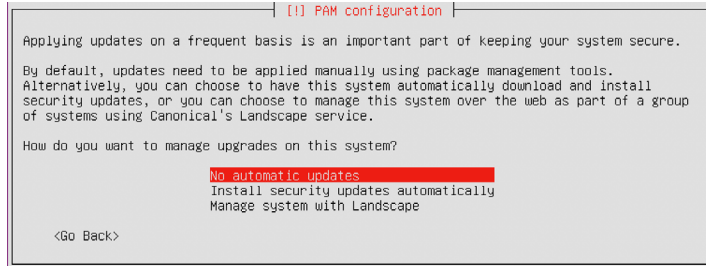 [!] PAM configuration
Applying updates on a frequent basis is an important part of keeping your system secure.
By default, updates need to be applied manually using package management tools.
Alternatively, you can choose to have this system automatically download and install
security updates, or you can choose to manage this system over the web as part of a group
of systems using Canonical's Landscape service.
How do you want to manage upgrades on this system?
No automatic updates
Install security updates automatically
Manage system with Landscape
<Go Back>